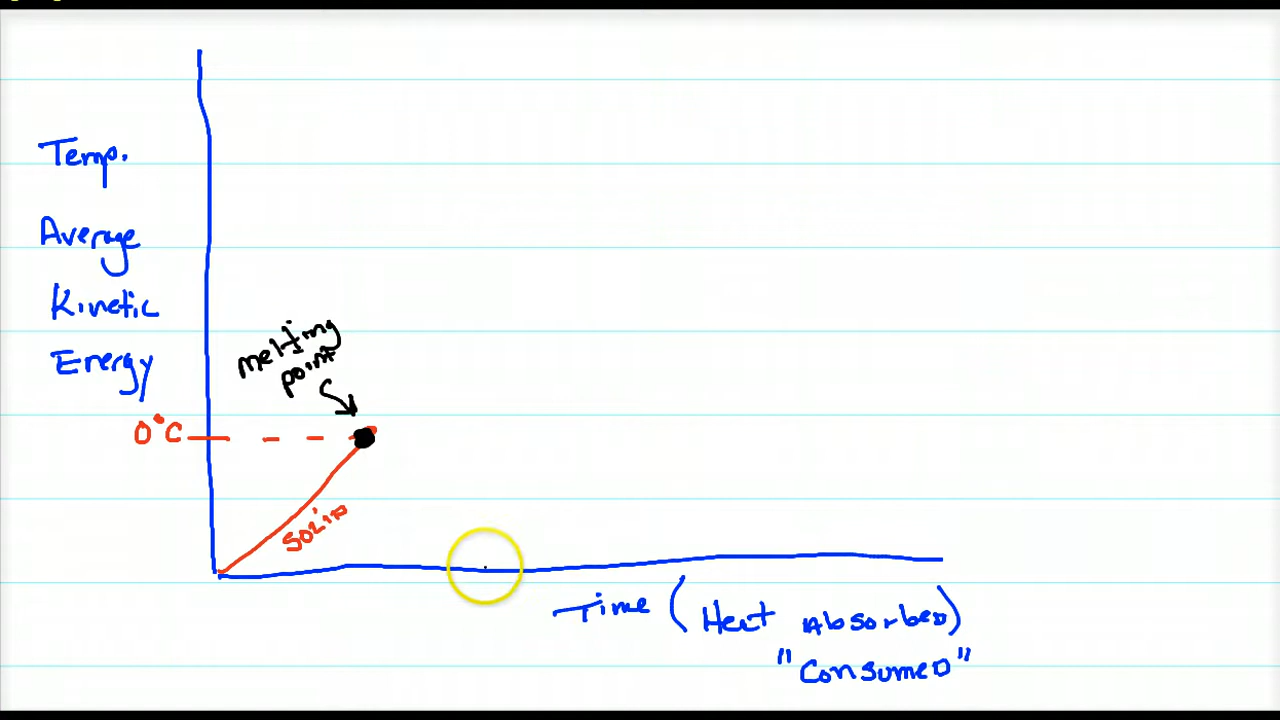 Temp.
Average
Kinetic
Energy
melting
point
0°C
SOLID
Time (Heat Absorbed)
"Consumed"